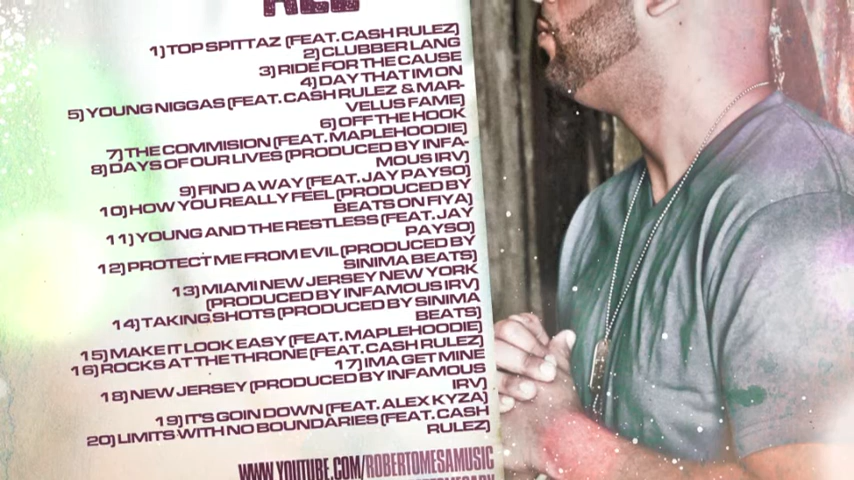 1) TOP SPITTAZ (FEAT. CASH RULEZ)
2) CLUBBER LANG
3) RIDE FOR THE CAUSE
4) DAY THAT IM ON
5) YOUNG NIGGAS (FEAT. CASH RULEZ & MAR-
VELUS FAME)
6) OFF THE HOOK
7) THE COMMISION (FEAT. MAPLEHOODIE)
8) DAYS OF OUR LIVES (PRODUCED BY INFA-
MOUS IRV)
9) FIND A WAY (FEAT. JAY PAYSO)
10) HOW YOU REALLY FEEL (PRODUCED BY
BEATS ON FIYA)
11) YOUNG AND THE RESTLESS (FEAT. JAY
PAYSO)
12) PROTECT ME FROM EVIL (PRODUCED BY
SINIMA BEATS)
13) MIAMI NEW JERSEY NEW YORK
(PRODUCED BY INFAMOUS IRV)
14) TAKING SHOTS (PRODUCED BY SINIMA
BEATS)
15) MAKE IT LOOK EASY (FEAT. MAPLEHOODIE)
16) ROCKS AT THE THRONE (FEAT. CASH RULEZ)
17) IMA GET MINE
18) NEW JERSEY (PRODUCED BY INFAMOUS
IRV)
19) IT'S GOIN DOWN (FEAT. ALEX KYZA)
20) LIMITS WITH NO BOUNDARIES (FEAT. CASH
RULEZ)
WWW.YOUTUBE.COM/ROBERTOMESAMUSIC